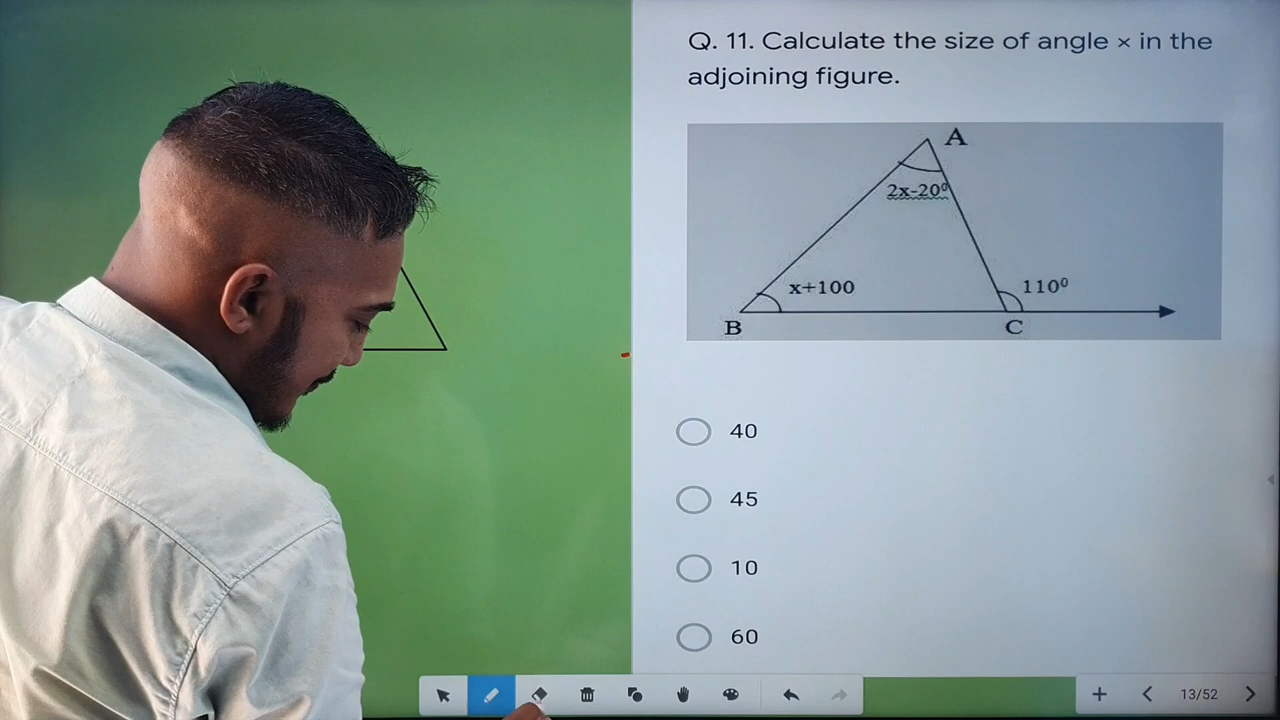 Q. 11. Calculate the size of angle × in the
adjoining figure.
A
2x-20⁰
x+100
110⁰
B
C
40
45
10
60
13/52